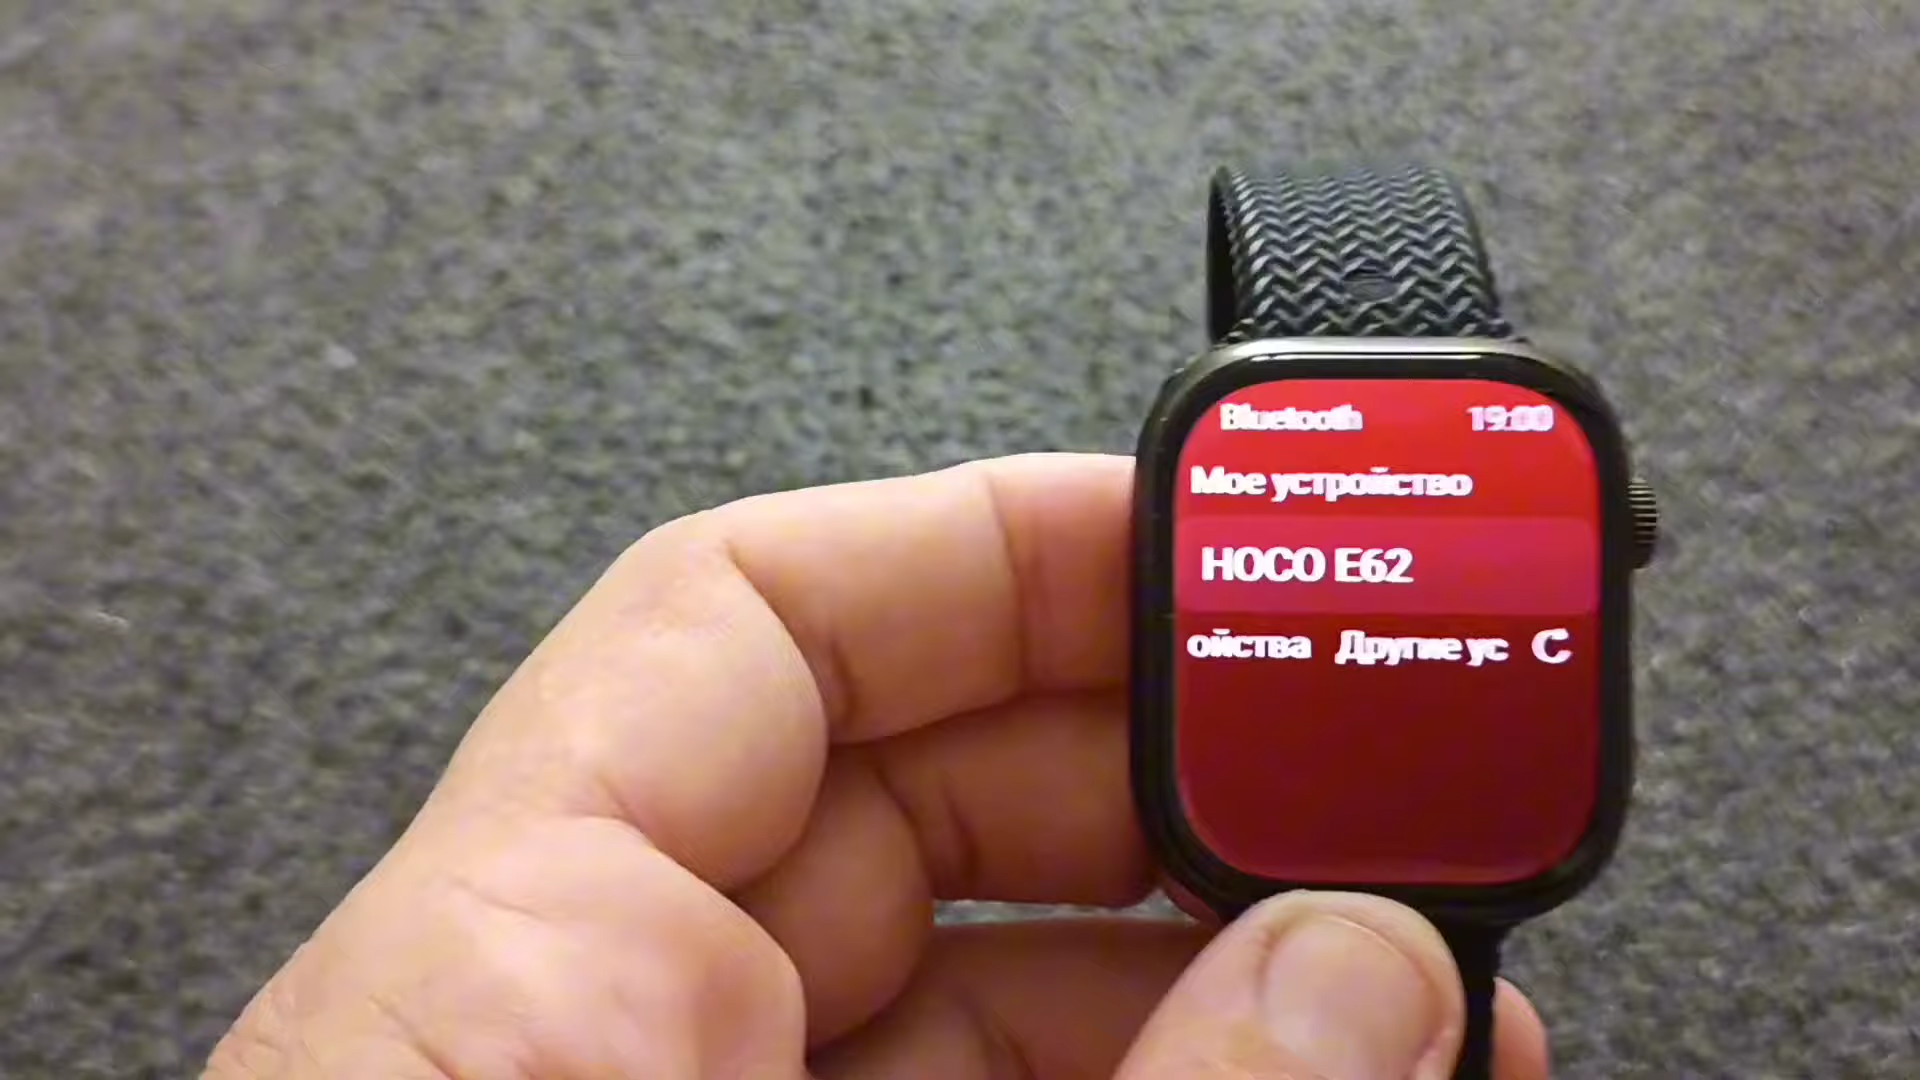 Bluetooth 19:00
Мое устройство
HOCO E62
ойства Другие ус